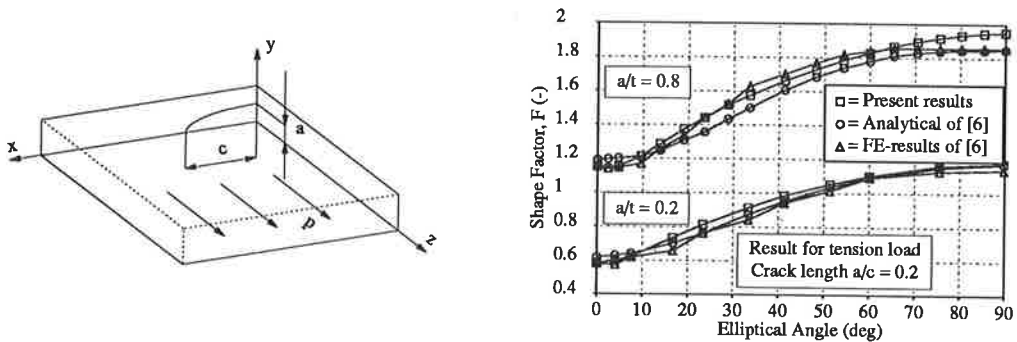 y
a
c
x
p
z
Shape Factor, F (-)
2
1.8
1.6
1.4
1.2
1
0.8
0.6
0.4
a/t = 0.8
= Present results
= Analytical of [6]
= FE-results of [6]
a/t = 0.2
Result for tension load
Crack length a/c = 0.2
0 10 20 30 40 50 60 70 80 90
Elliptical Angle (deg)